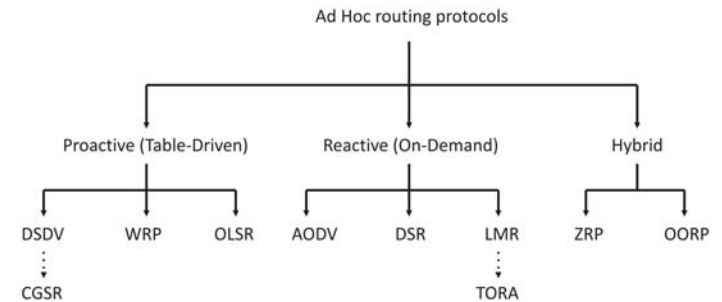 Ad Hoc routing protocols
Proactive (Table-Driven) Reactive (On-Demand) Hybrid
DSDV WRP OLSR AODV DSR LMR ZRP OORP
CGSR TORA